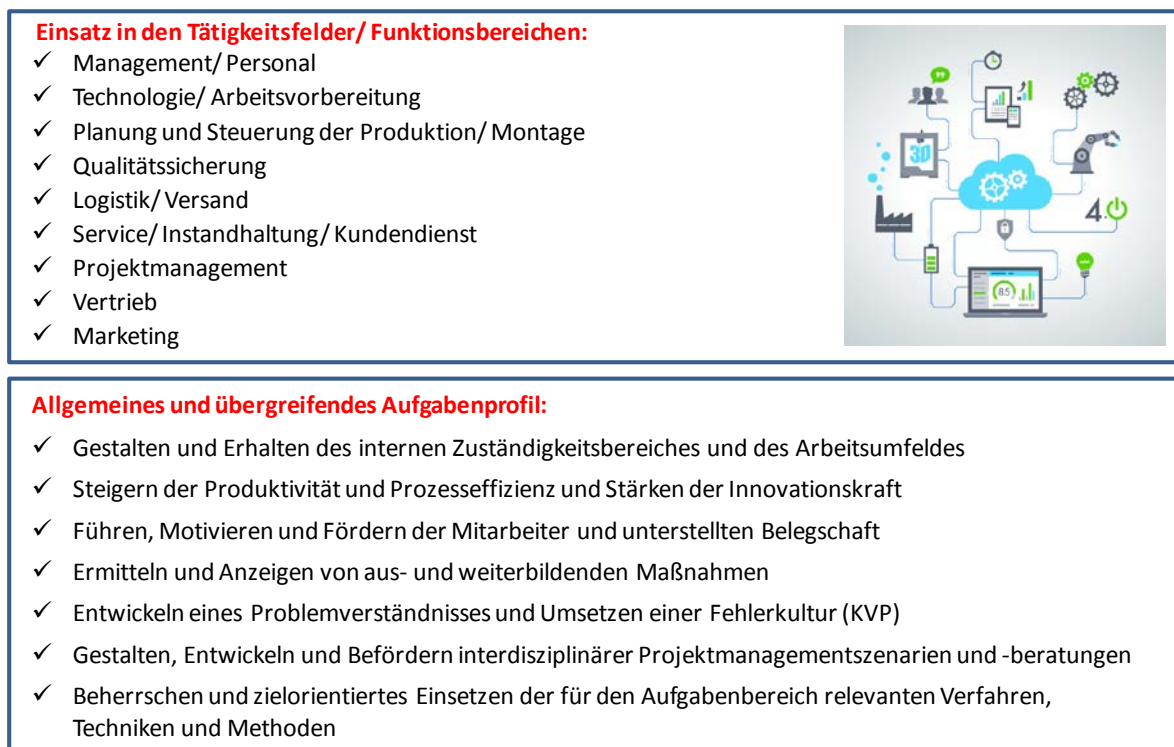 Einsatz in den Tätigkeitsfelder/ Funktionsbereichen:
✓ Management/ Personal
✓ Technologie/ Arbeitsvorbereitung
✓ Planung und Steuerung der Produktion/ Montage
✓ Qualitätssicherung
✓ Logistik/ Versand
✓ Service/ Instandhaltung/ Kundendienst
✓ Projektmanagement
✓ Vertrieb
✓ Marketing
3D
4.
8.5
Allgemeines und übergreifendes Aufgabenprofil:
✓ Gestalten und Erhalten des internen Zuständigkeitsbereiches und des Arbeitsumfeldes
✓ Steigern der Produktivität und Prozesseffizienz und Stärken der Innovationskraft
✓ Führen, Motivieren und Fördern der Mitarbeiter und unterstellten Belegschaft
✓ Ermitteln und Anzeigen von aus- und weiterbildenden Maßnahmen
✓ Entwickeln eines Problemverständnisses und Umsetzen einer Fehlerkultur (KVP)
✓ Gestalten, Entwickeln und Befördern interdisziplinärer Projektmanagementszenarien und -beratungen
✓ Beherrschen und zielorientiertes Einsetzen der für den Aufgabenbereich relevanten Verfahren,
Techniken und Methoden